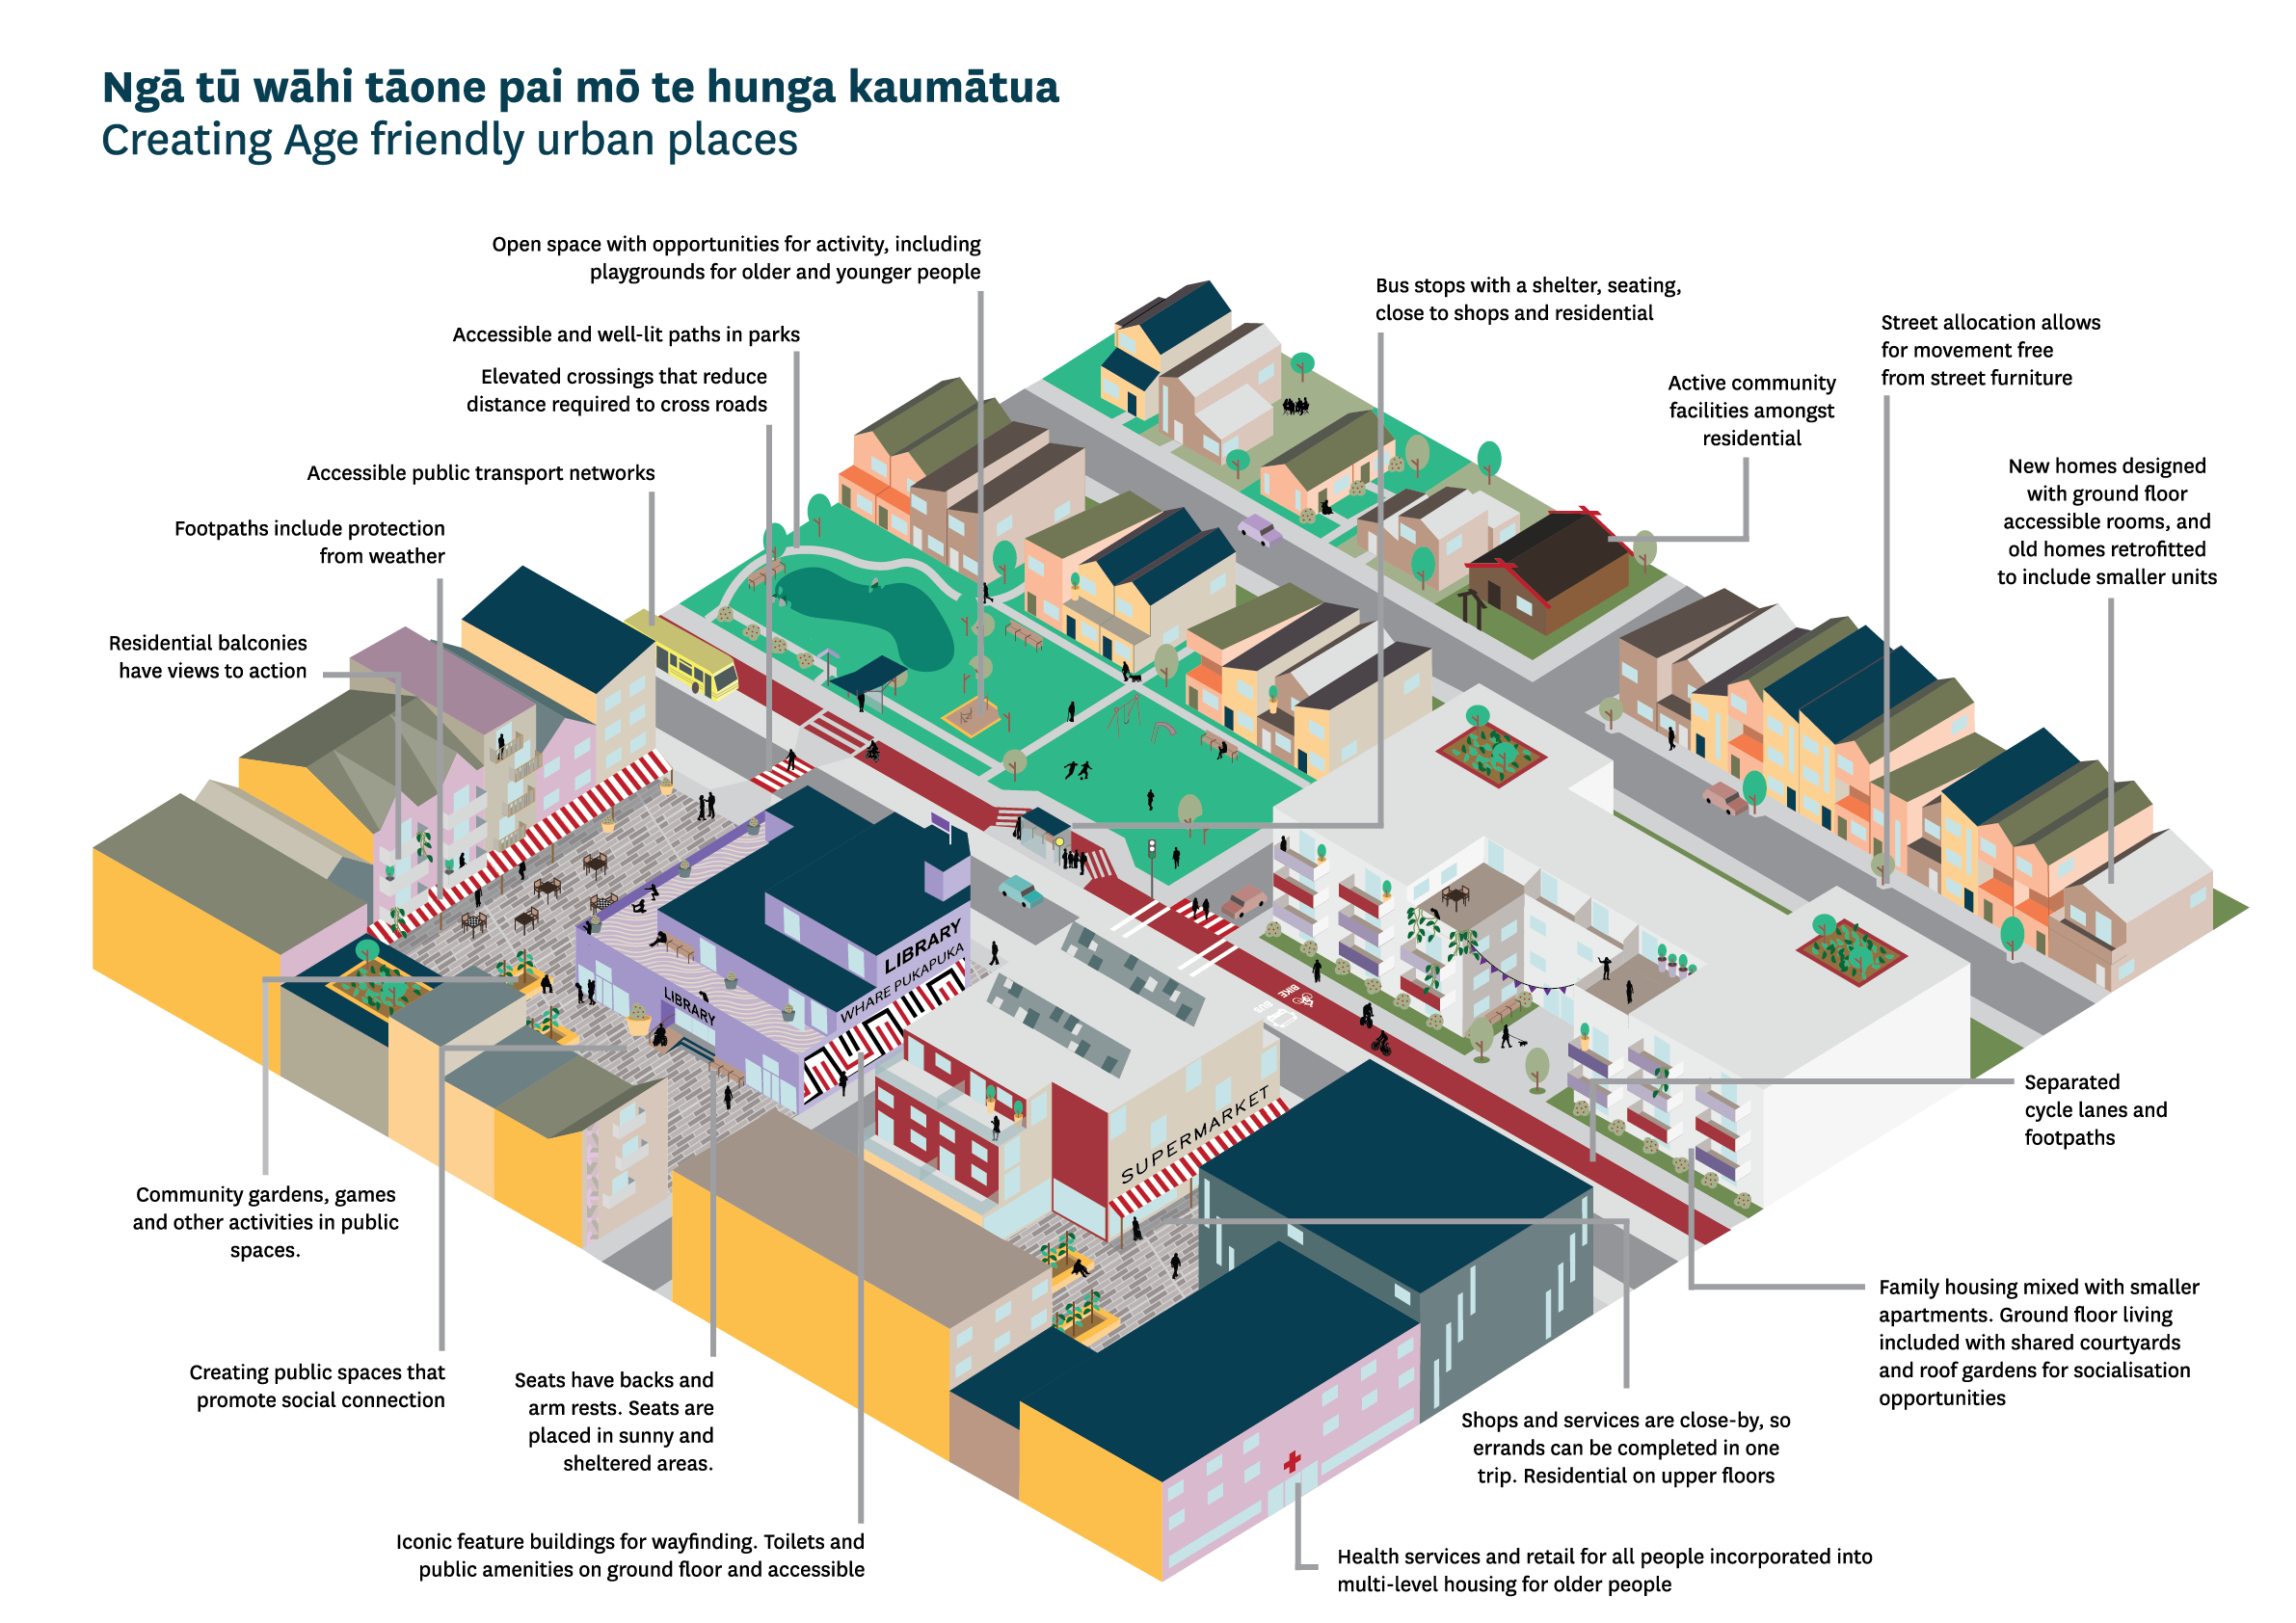 Ngā tū wāhi tāone pai mō te hunga kaumātua
Creating Age friendly urban places
Open space with opportunities for activity, including
playgrounds for older and younger people
Accessible and well-lit paths in parks
Elevated crossings that reduce
distance required to cross roads
Accessible public transport networks
Footpaths include protection
from weather
Residential balconies
have views to action
Bus stops with a shelter, seating,
close to shops and residential
Active community
facilities amongst
residential
Street allocation allows
for movement free
from street furniture
New homes designed
with ground floor
accessible rooms, and
old homes retrofitted
to include smaller units
LIBRARY
WHARE PUKAPUKA
LIBRARY
SUPERMARKET
BIKE
BUS
Separated
cycle lanes and
footpaths
Community gardens, games
and other activities in public
spaces.
Creating public spaces that
promote social connection
Seats have backs and
arm rests. Seats are
placed in sunny and
sheltered areas.
Iconic feature buildings for wayfinding. Toilets and
public amenities on ground floor and accessible
Family housing mixed with smaller
apartments. Ground floor living
included with shared courtyards
and roof gardens for socialisation
opportunities
Shops and services are close-by, so
errands can be completed in one
trip. Residential on upper floors
Health services and retail for all people incorporated into
multi-level housing for older people